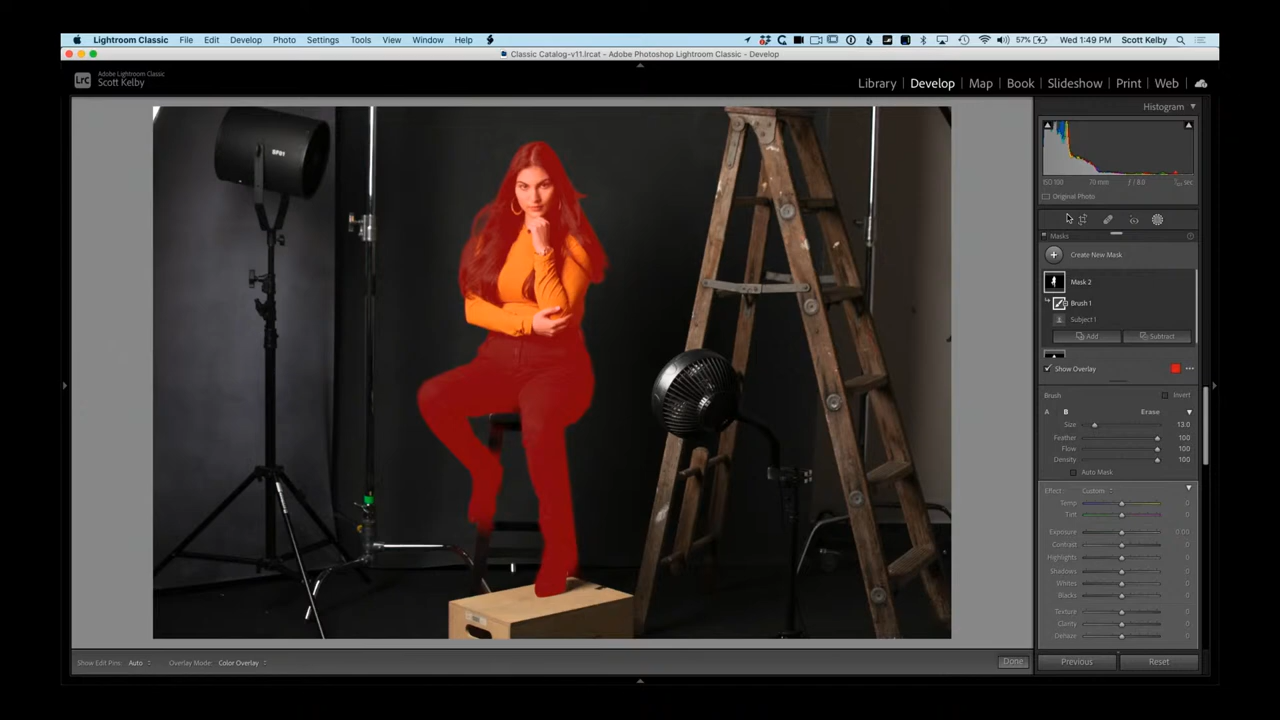 Lightroom Classic File Edit Develop Photo Settings Tools View Window Help 57% Wed 1:49 PM Scott Kelby
Classic Catalog-v11.lrcat - Adobe Photoshop Lightroom Classic - Develop
Lrc Adobe Lightroom Classic
Scott Kelby
Library | Develop | Map | Book | Slideshow | Print | Web
Histogram
ISO 100 70 mm ƒ / 8.0 sec
Original Photo
Masks
Create New Mask
Mask 2
Brush 1
Subject 1
Add Subtract
Show Overlay
Brush Invert
A B Erase
Size 13.0
Feather 100
Flow 100
Density 100
Auto Mask
Effect: Custom
Temp 0
Tint 0
Exposure 0.00
Contrast 0
Highlights 0
Shadows 0
Whites 0
Blacks 0
Texture 0
Clarity 0
Dehaze 0
Show Edit Pins: Auto Overlay Mode: Color Overlay Done
Previous Reset